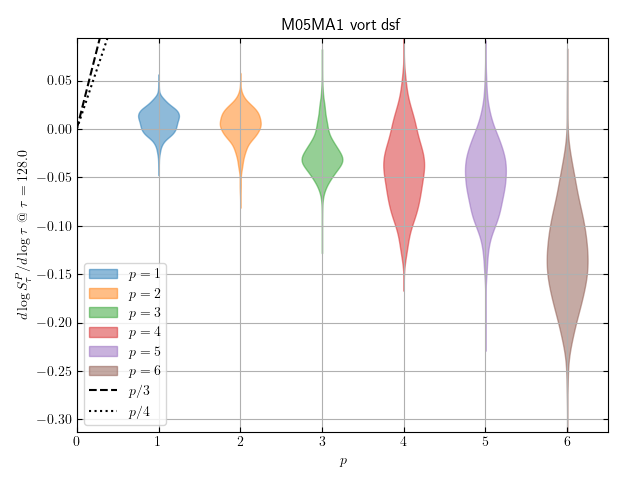 M05MA1 vort dsf
d log S_τ^P / d log τ @ τ = 128.0
0.05
0.00
−0.05
−0.10
−0.15
−0.20
−0.25
−0.30
p = 1
p = 2
p = 3
p = 4
p = 5
p = 6
p/3
p/4
0 1 2 3 4 5 6
p